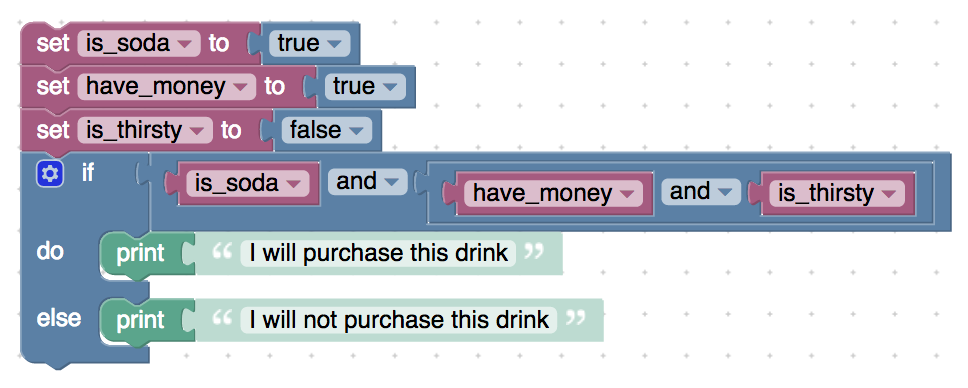 set is_soda to true
set have_money to true
set is_thirsty to false
if is_soda and have_money and is_thirsty
do print “ I will purchase this drink ”
else print “ I will not purchase this drink ”